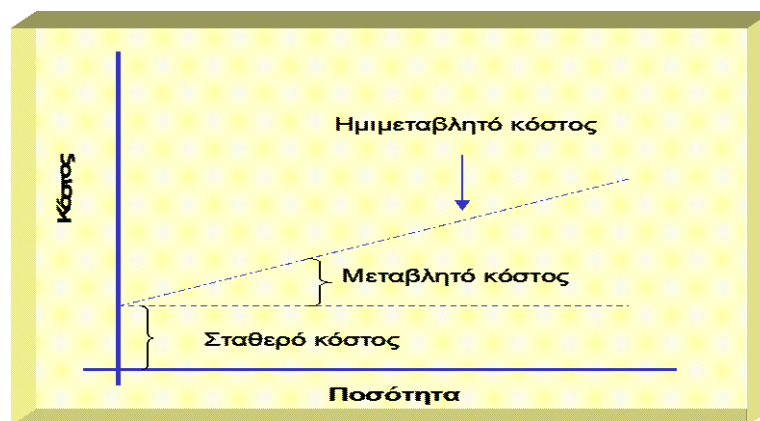 Ημιμεταβλητό κόστος
Κόστος
Μεταβλητό κόστος
Σταθερό κόστος
Ποσότητα